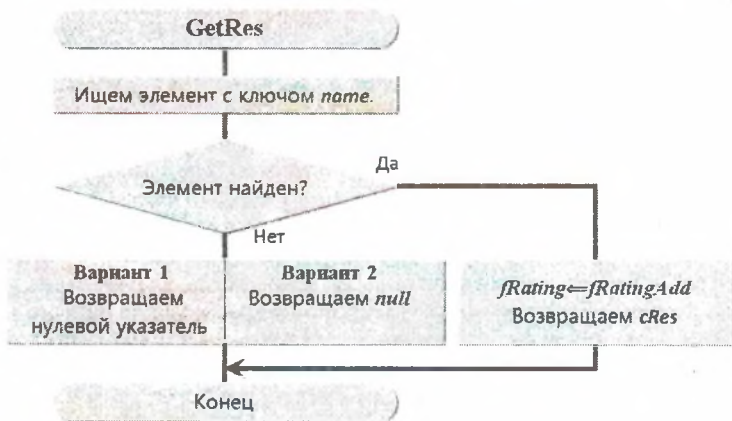 GetRes
Ищем элемент с ключом name.
Элемент найден?
Да
Нет
Вариант 1
Возвращаем
нулевой указатель
Вариант 2
Возвращаем null
fRating⇐fRatingAdd
Возвращаем cRes
Конец